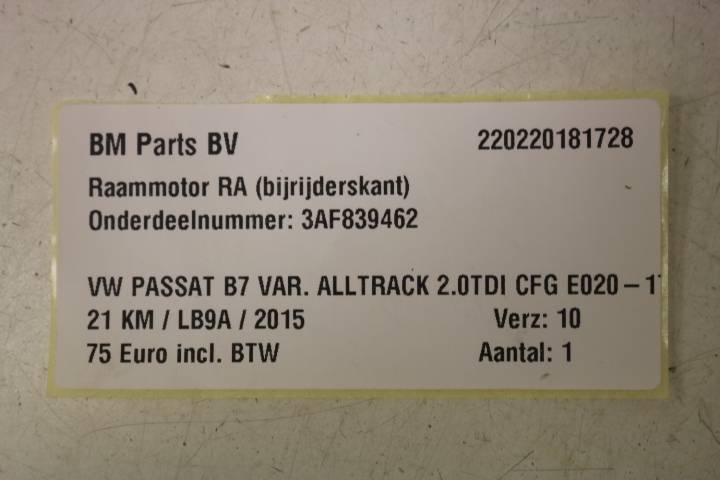 BM Parts BV 220220181728
Raammotor RA (bijrijderskant)
Onderdeelnummer: 3AF839462
VW PASSAT B7 VAR. ALLTRACK 2.0TDI CFG E020 – 1
21 KM / LB9A / 2015 Verz: 10
75 Euro incl. BTW Aantal: 1